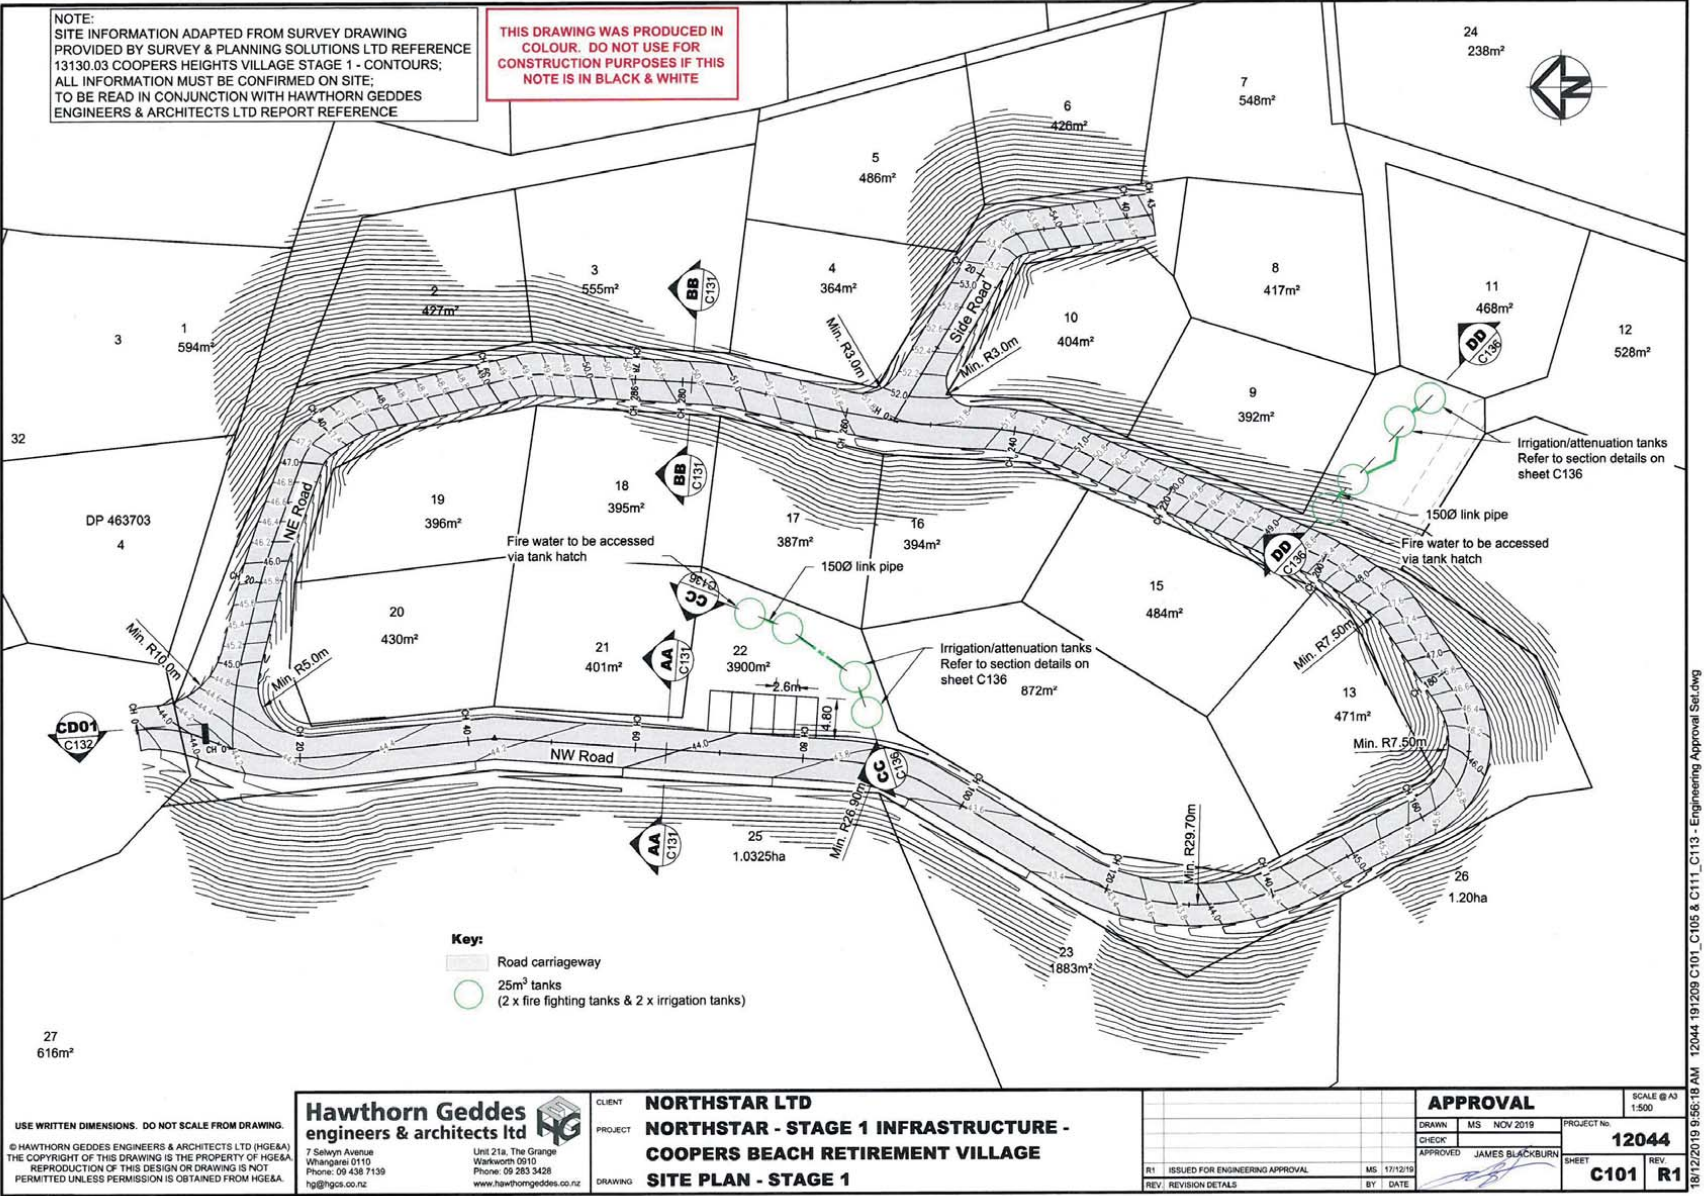 NOTE:
SITE INFORMATION ADAPTED FROM SURVEY DRAWING
PROVIDED BY SURVEY & PLANNING SOLUTIONS LTD REFERENCE
13130.03 COOPERS HEIGHTS VILLAGE STAGE 1 - CONTOURS;
ALL INFORMATION MUST BE CONFIRMED ON SITE;
TO BE READ IN CONJUNCTION WITH HAWTHORN GEDDES
ENGINEERS & ARCHITECTS LTD REPORT REFERENCE
THIS DRAWING WAS PRODUCED IN
COLOUR. DO NOT USE FOR
CONSTRUCTION PURPOSES IF THIS
NOTE IS IN BLACK & WHITE
24
238m²
N
7
548m²
6
426m²
5
486m²
3
555m²
4
364m²
8
417m²
11
468m²
2
427m²
10
404m²
12
528m²
3
1
594m²
9
392m²
32
BB
C131
BB
C131
DD
C136
DD
C136
Min. R3.0m
Min. R3.0m
Side Road
Irrigation/attenuation tanks
Refer to section details on
sheet C136
150Ø link pipe
Fire water to be accessed
via tank hatch
DP 463703
4
NE Road
19
396m²
18
395m²
17
387m²
16
394m²
Fire water to be accessed
via tank hatch
150Ø link pipe
CC
C136
15
484m²
20
430m²
21
401m²
AA
C131
22
3900m²
2.6m
4.80
Irrigation/attenuation tanks
Refer to section details on
sheet C136
872m²
Min. R7.50m
13
471m²
Min. R7.50m
Min. R10.0m
Min. R5.0m
CD01
C132
NW Road
CC
C136
Min. R26.90m
Min. R29.70m
AA
C131
25
1.0325ha
26
1.20ha
23
1883m²
Key:
Road carriageway
25m³ tanks
(2 x fire fighting tanks & 2 x irrigation tanks)
27
616m²
USE WRITTEN DIMENSIONS. DO NOT SCALE FROM DRAWING.
© HAWTHORN GEDDES ENGINEERS & ARCHITECTS LTD (HGE&A)
THE COPYRIGHT OF THIS DRAWING IS THE PROPERTY OF HGE&A.
REPRODUCTION OF THIS DESIGN OR DRAWING IS NOT
PERMITTED UNLESS PERMISSION IS OBTAINED FROM HGE&A.
Hawthorn Geddes
engineers & architects ltd
7 Selwyn Avenue
Whangarei 0110
Phone: 09 438 7139
hg@hgcs.co.nz
Unit 21a, The Grange
Warkworth 0910
Phone: 09 283 3428
www.hawthorngeddes.co.nz
CLIENT NORTHSTAR LTD
PROJECT NORTHSTAR - STAGE 1 INFRASTRUCTURE -
COOPERS BEACH RETIREMENT VILLAGE
DRAWING SITE PLAN - STAGE 1
R1 ISSUED FOR ENGINEERING APPROVAL MS 17/12/19
REV. REVISION DETAILS BY DATE
APPROVAL
SCALE @ A3
1:500
DRAWN MS NOV 2019
CHECK'
APPROVED JAMES BLACKBURN
PROJECT No.
12044
SHEET C101
REV. R1
18/12/2019 9:56:18 AM 12044 191209 C101_C105 & C111_C113 - Engineering Approval Set.dwg